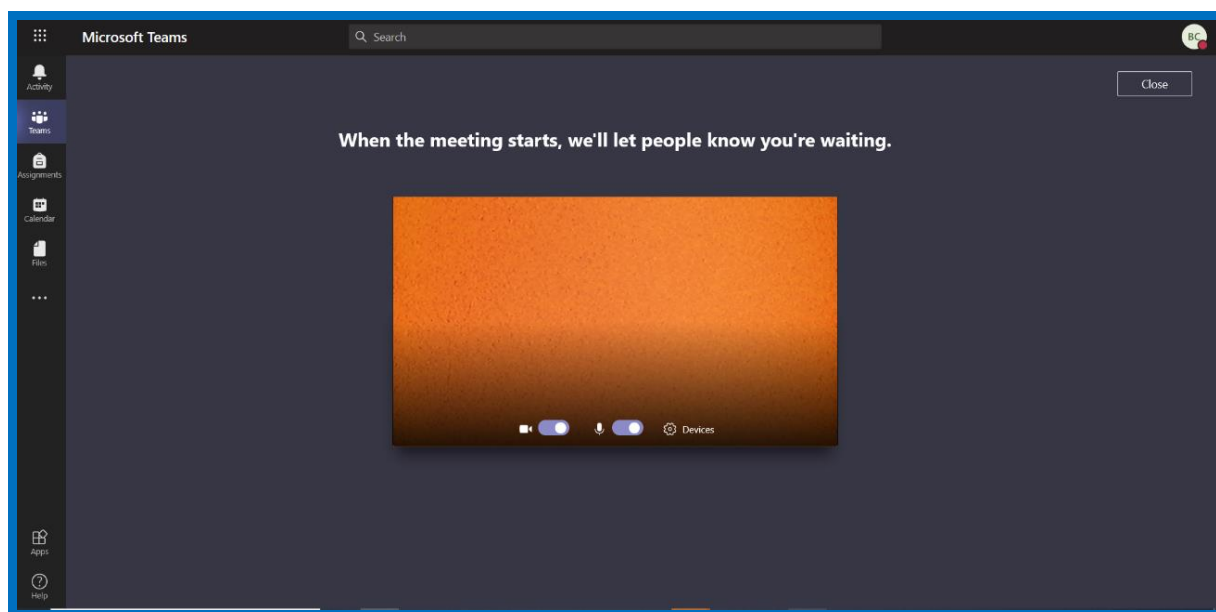 Microsoft Teams
Search
BC
Activity
Teams
Assignments
Calendar
Files
Close
When the meeting starts, we'll let people know you're waiting.
Devices
Apps
Help